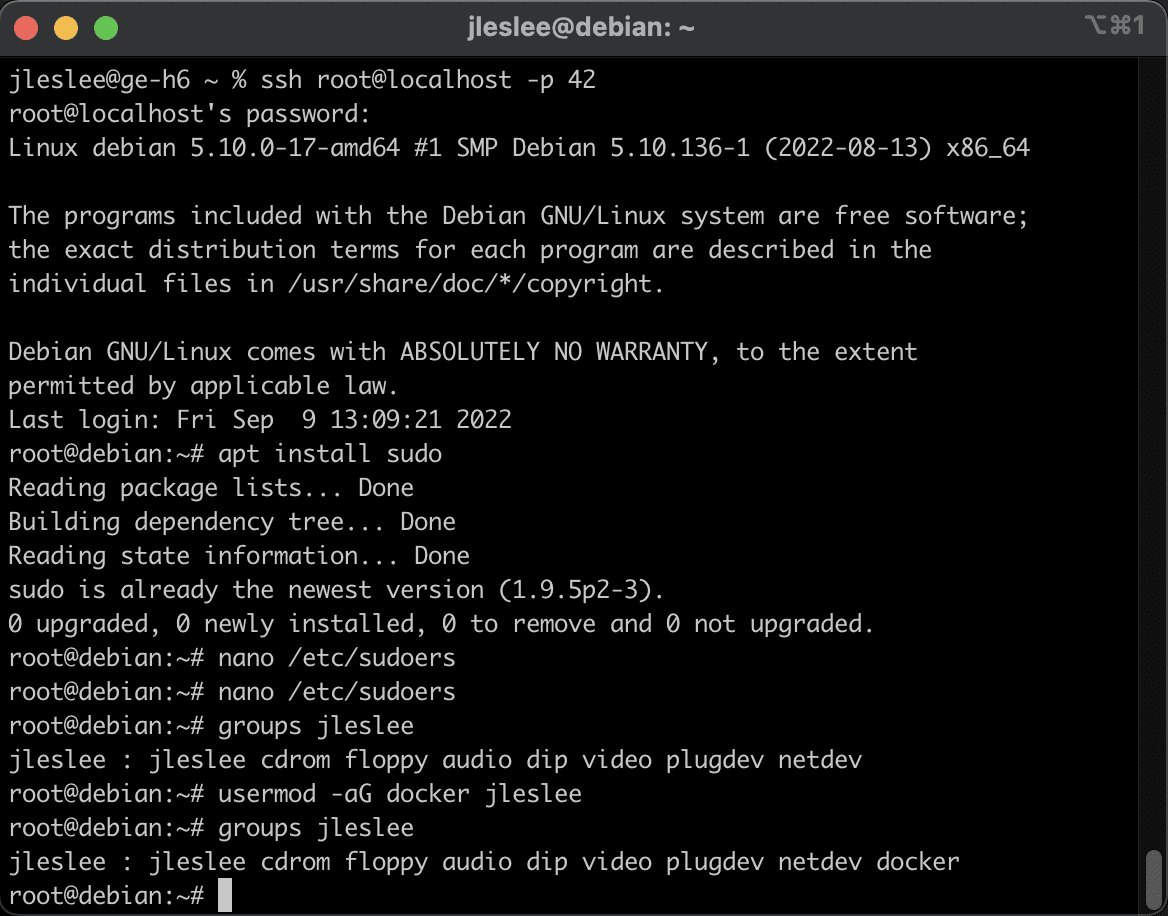 jleslee@debian: ~
⌥⌘1
jleslee@ge-h6 ~ % ssh root@localhost -p 42
root@localhost's password:
Linux debian 5.10.0-17-amd64 #1 SMP Debian 5.10.136-1 (2022-08-13) x86_64
The programs included with the Debian GNU/Linux system are free software;
the exact distribution terms for each program are described in the
individual files in /usr/share/doc/*/copyright.
Debian GNU/Linux comes with ABSOLUTELY NO WARRANTY, to the extent
permitted by applicable law.
Last login: Fri Sep  9 13:09:21 2022
root@debian:~# apt install sudo
Reading package lists... Done
Building dependency tree... Done
Reading state information... Done
sudo is already the newest version (1.9.5p2-3).
0 upgraded, 0 newly installed, 0 to remove and 0 not upgraded.
root@debian:~# nano /etc/sudoers
root@debian:~# nano /etc/sudoers
root@debian:~# groups jleslee
jleslee : jleslee cdrom floppy audio dip video plugdev netdev
root@debian:~# usermod -aG docker jleslee
root@debian:~# groups jleslee
jleslee : jleslee cdrom floppy audio dip video plugdev netdev docker
root@debian:~#